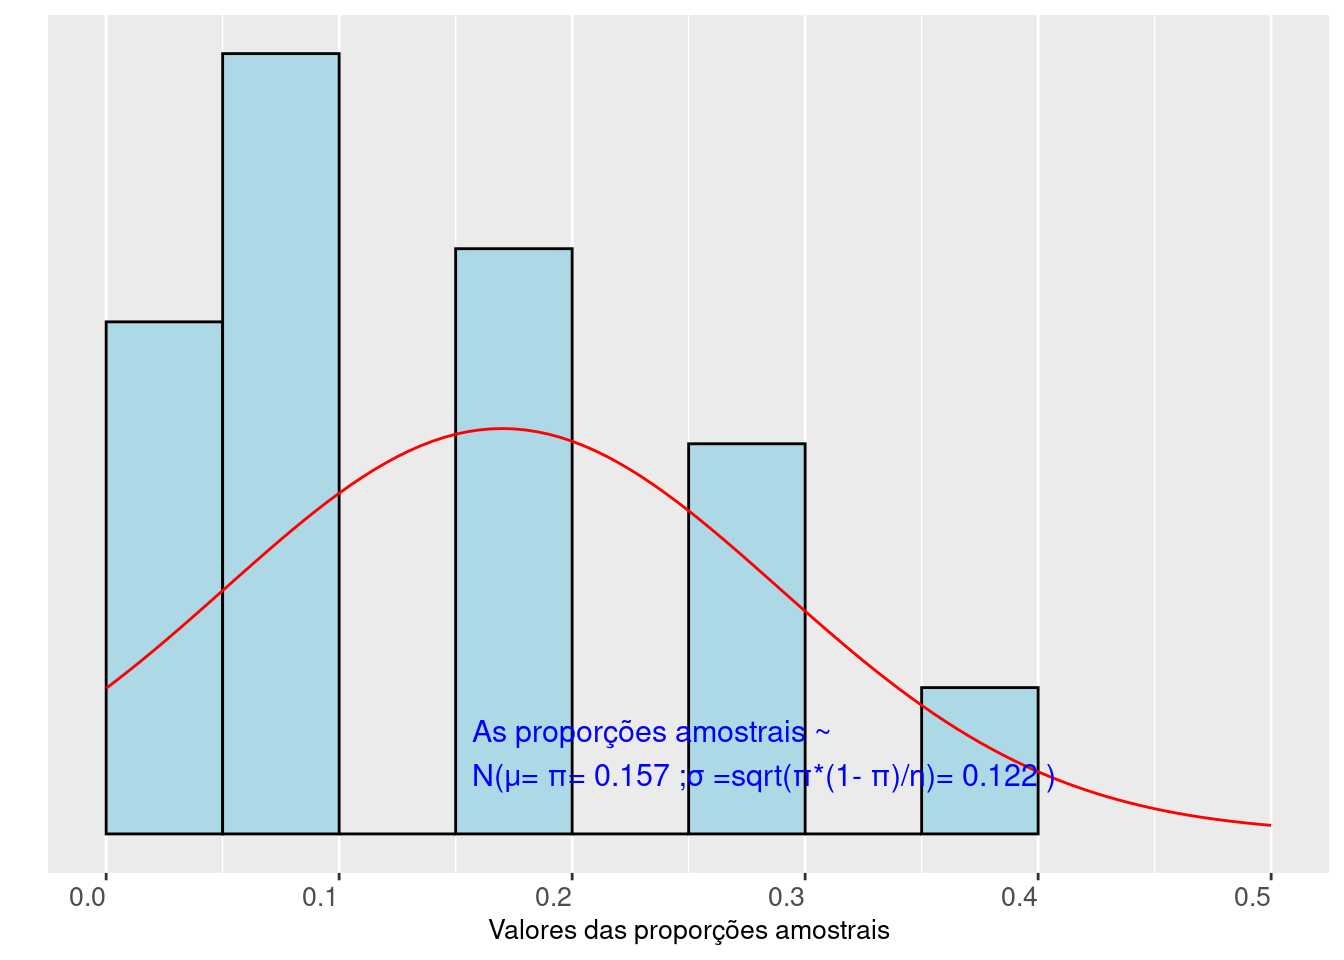 As proporções amostrais ~
N(μ= π= 0.157 ;σ =sqrt(π*(1- π)/n)= 0.122 )
0.0 0.1 0.2 0.3 0.4 0.5
Valores das proporções amostrais